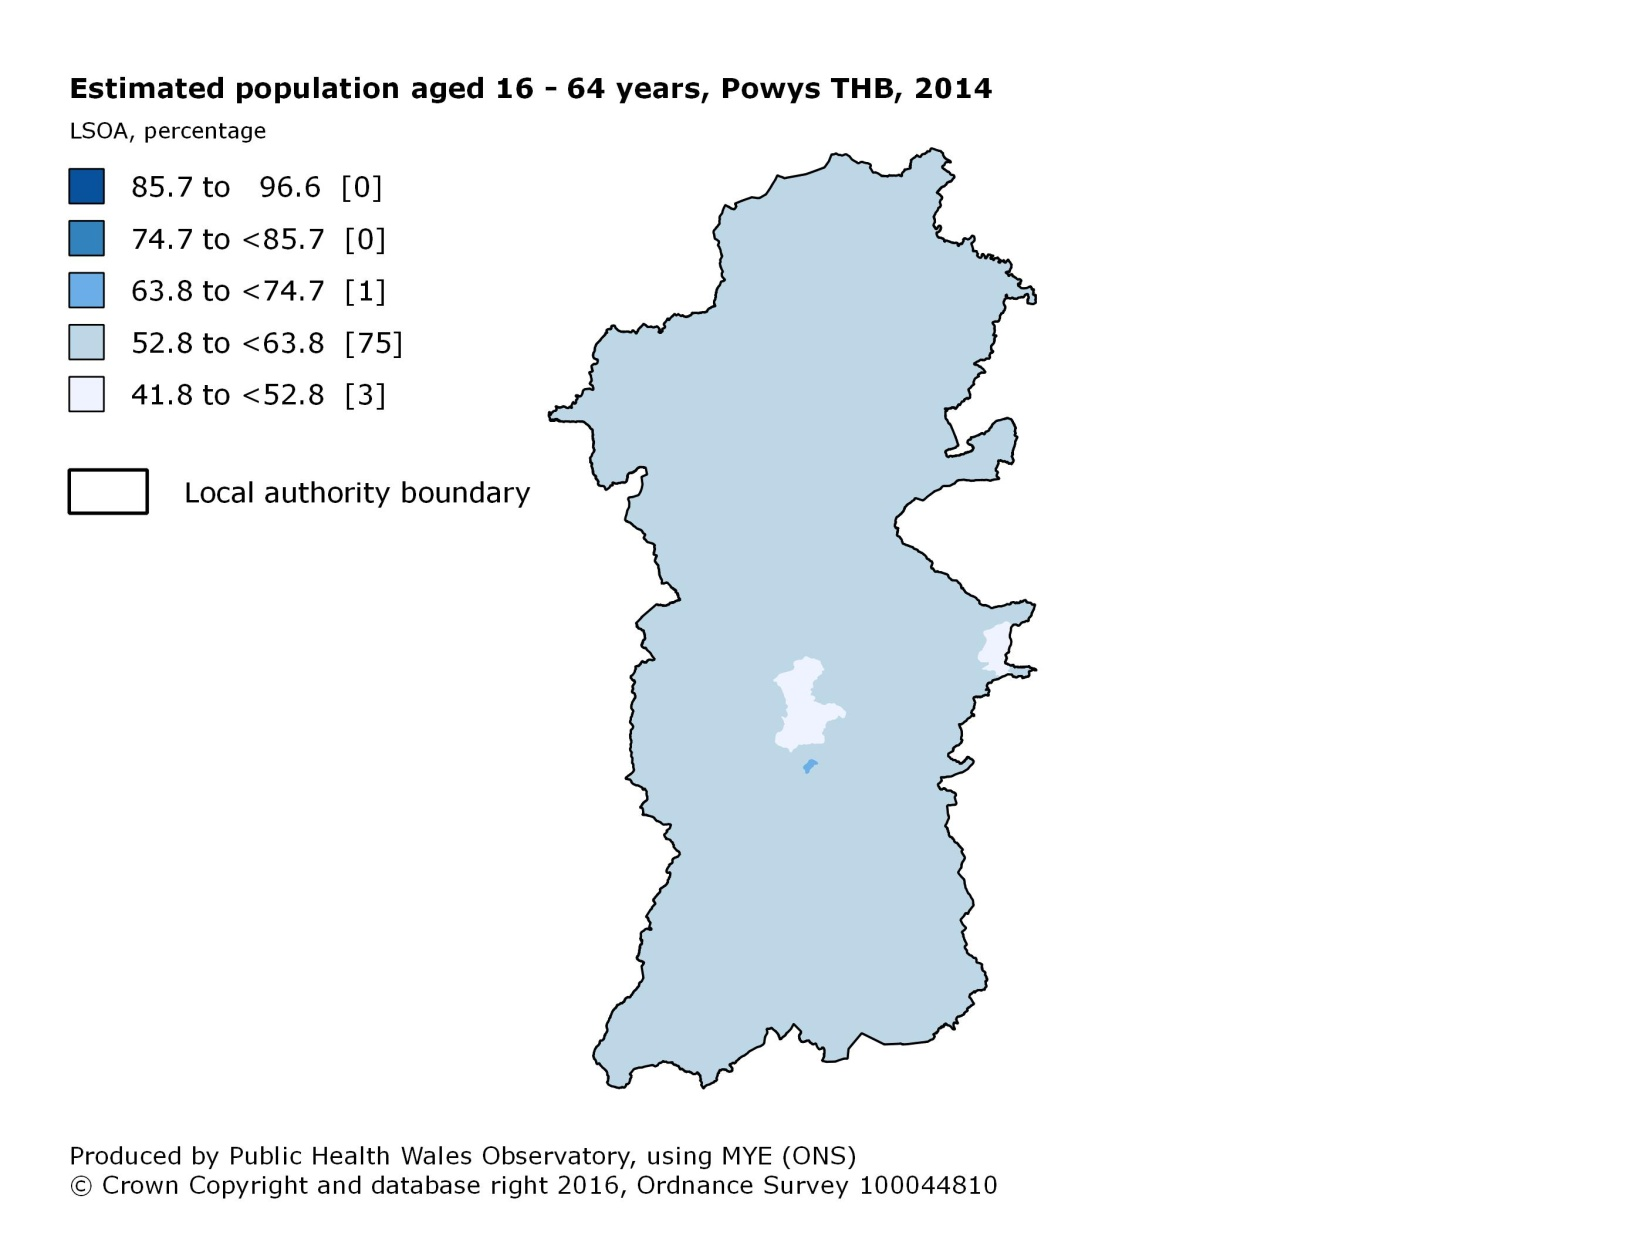 Estimated population aged 16 - 64 years, Powys THB, 2014
LSOA, percentage
85.7 to 96.6 [0]
74.7 to <85.7 [0]
63.8 to <74.7 [1]
52.8 to <63.8 [75]
41.8 to <52.8 [3]
Local authority boundary
Produced by Public Health Wales Observatory, using MYE (ONS)
© Crown Copyright and database right 2016, Ordnance Survey 100044810